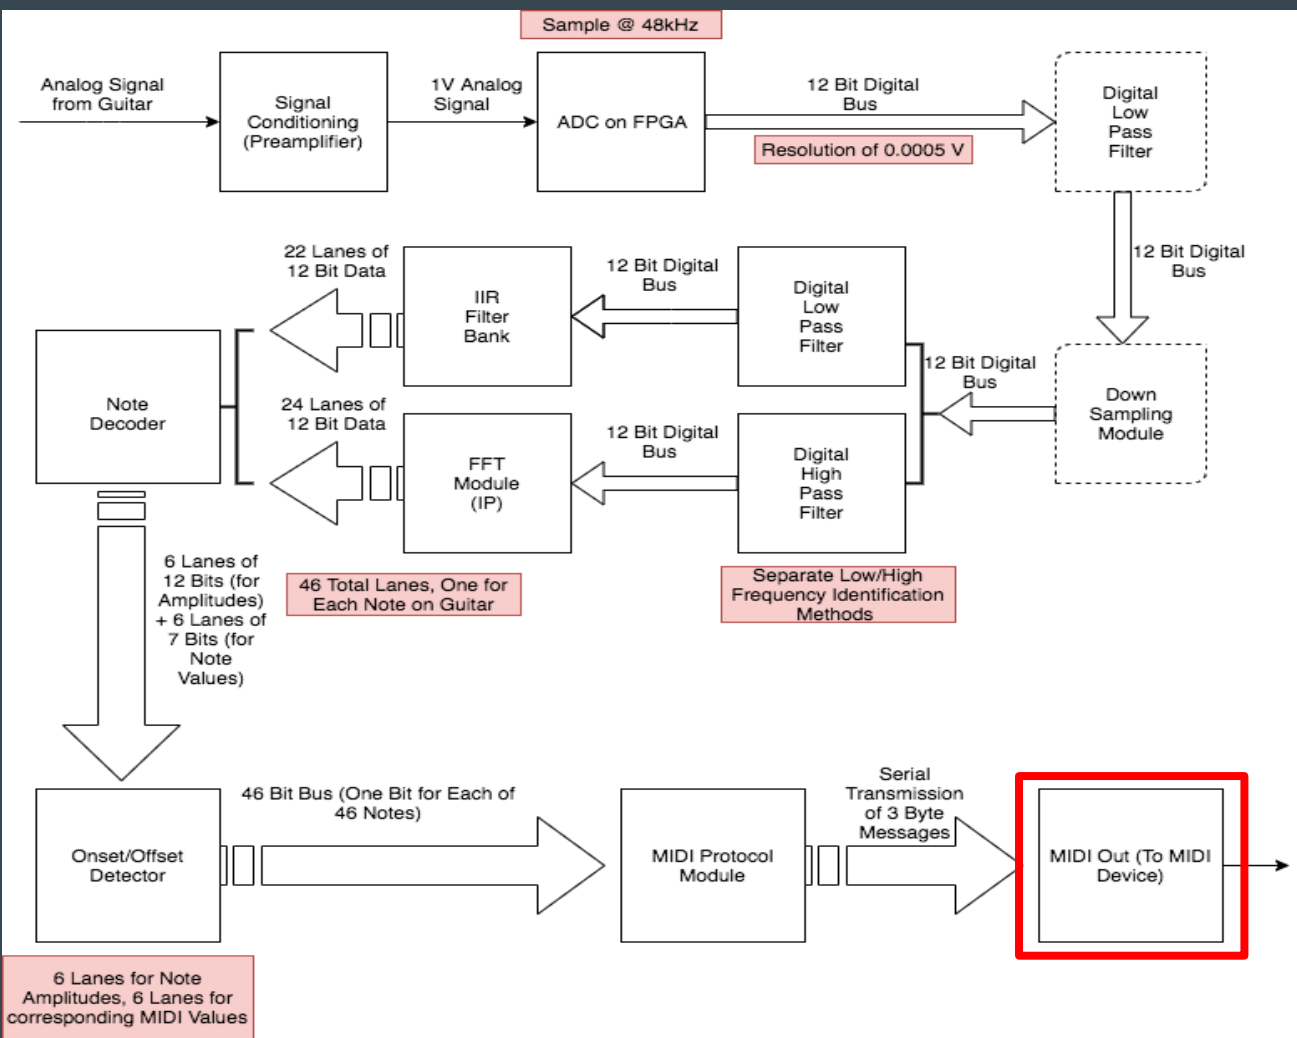 Sample @ 48kHz
Analog Signal
from Guitar
Signal
Conditioning
(Preamplifier)
1V Analog
Signal
ADC on FPGA
12 Bit Digital
Bus
Resolution of 0.0005 V
Digital
Low
Pass
Filter
12 Bit Digital
Bus
22 Lanes of
12 Bit Data
IIR
Filter
Bank
12 Bit Digital
Bus
Digital
Low
Pass
Filter
12 Bit Digital
Bus
Down
Sampling
Module
Note
Decoder
24 Lanes of
12 Bit Data
FFT
Module
(IP)
12 Bit Digital
Bus
Digital
High
Pass
Filter
6 Lanes of
12 Bits (for
Amplitudes)
+ 6 Lanes of
7 Bits (for
Note
Values)
46 Total Lanes, One for
Each Note on Guitar
Separate Low/High
Frequency Identification
Methods
Onset/Offset
Detector
46 Bit Bus (One Bit for Each of
46 Notes)
MIDI Protocol
Module
Serial
Transmission
of 3 Byte
Messages
MIDI Out (To MIDI
Device)
6 Lanes for Note
Amplitudes, 6 Lanes for
corresponding MIDI Values